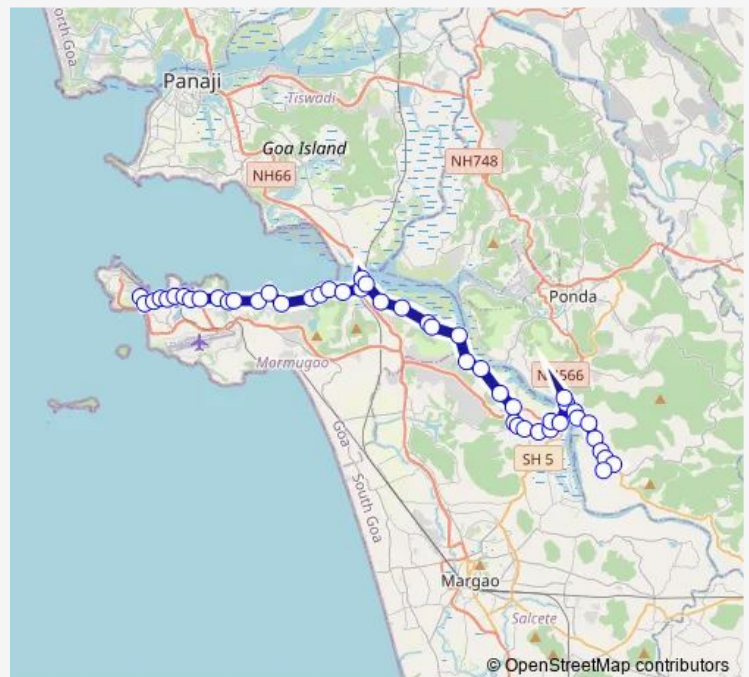 North Goa
Panaji
Tiswadi
Goa Island
NH66
NH748
Ponda
Mormugao
NH566
Goa
South Goa
SH 5
Margao
Salcete
© OpenStreetMap contributors